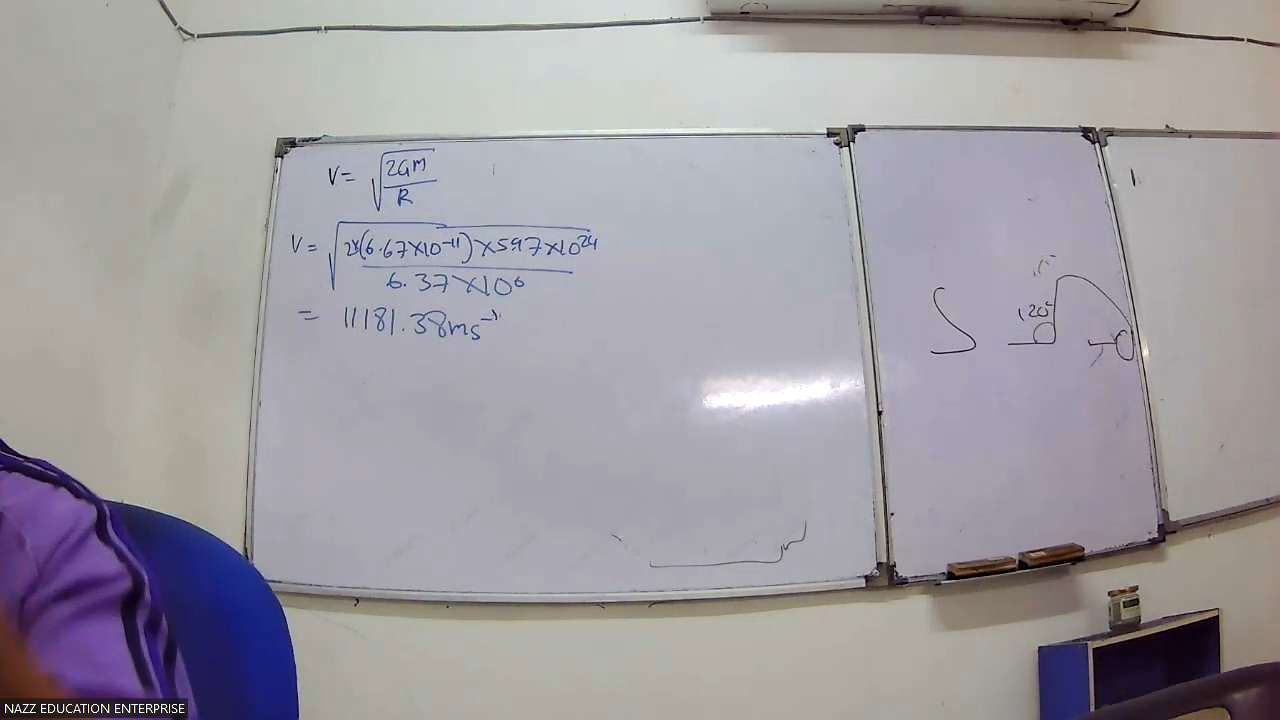 V= √(2GM/R)
V= √(2×(6.67×10⁻¹¹)×5.97×10²⁴/6.37×10⁶)
= 11181.38ms⁻¹
120°
NAZZ EDUCATION ENTERPRISE